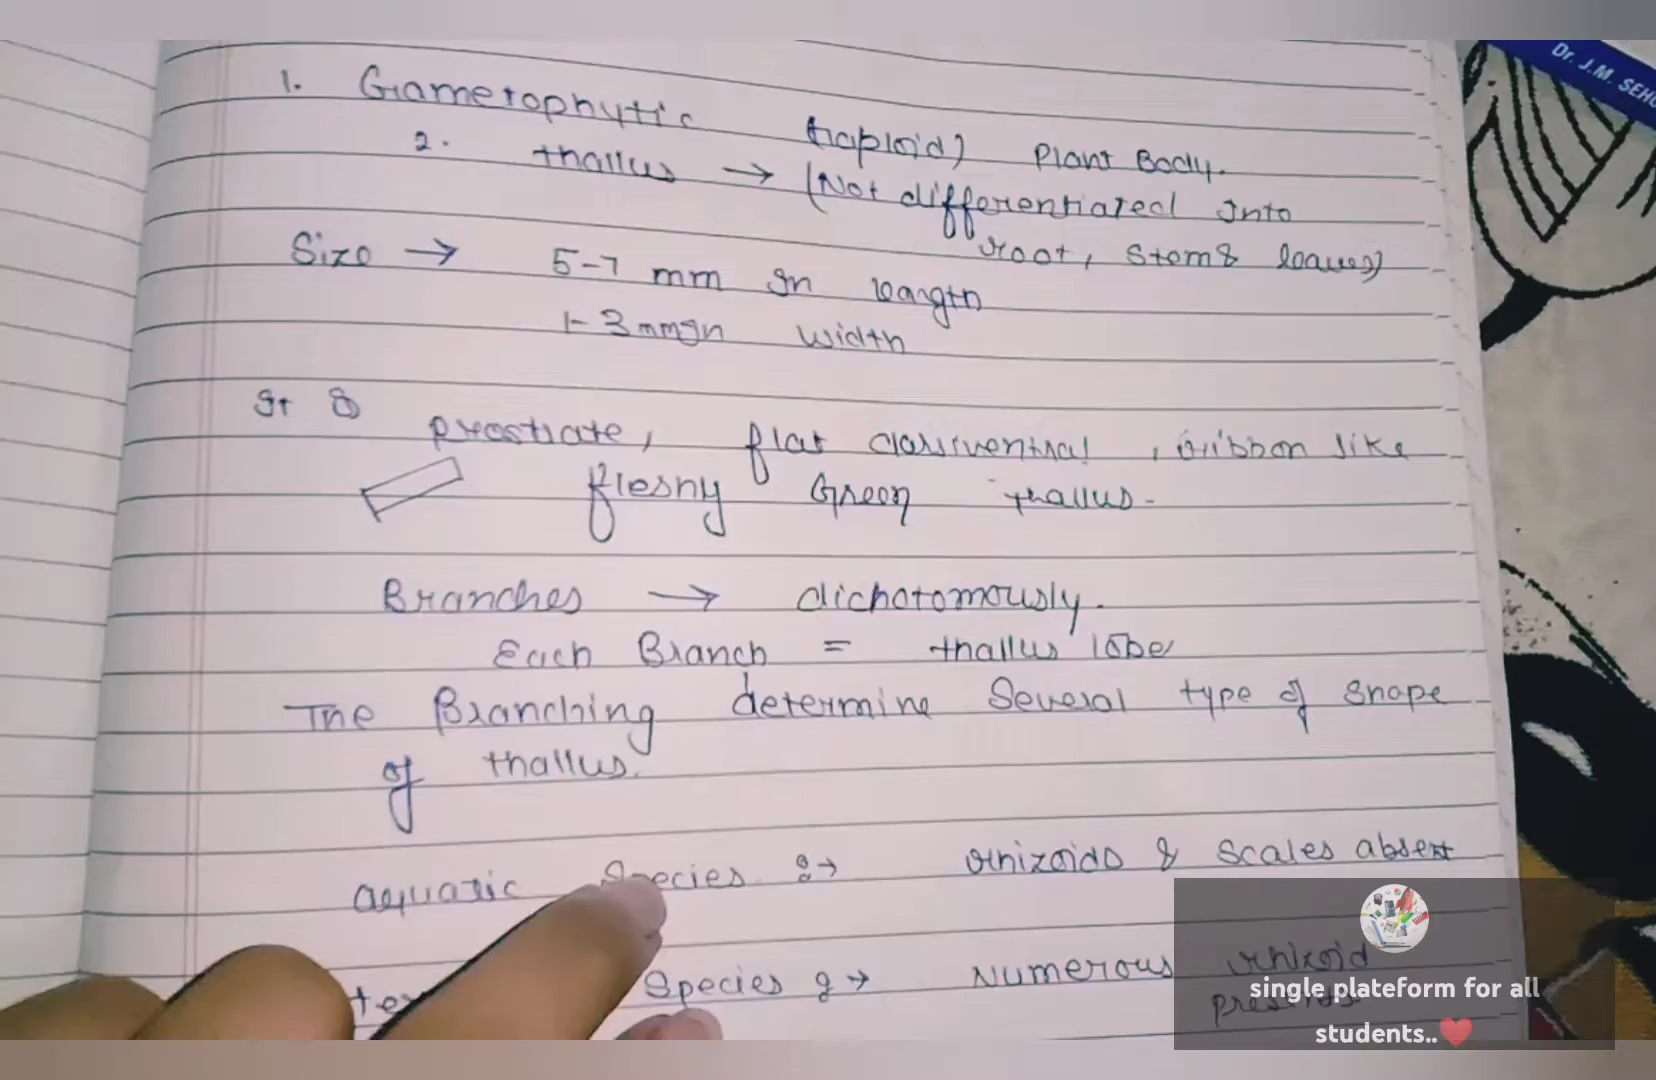 1. Gametophytic haploid) Plant Body.
2. thallus → (Not differentiated into
root, stem & leaves)
Size → 5-7 mm in leangth
1-3 mm in width
It is
prostrate, flat dorsiventral, ribbon like
fleshy Green thallus-
Branches → dichotomously.
Each Branch = thallus lobe
The Branching determine Several type of shape
of thallus.
aquatic Species :→ rhizoids & scales absent
Species :→ Numerous rhizoid
present
Dr. J.M. SEH
single plateform for all
students..❤️